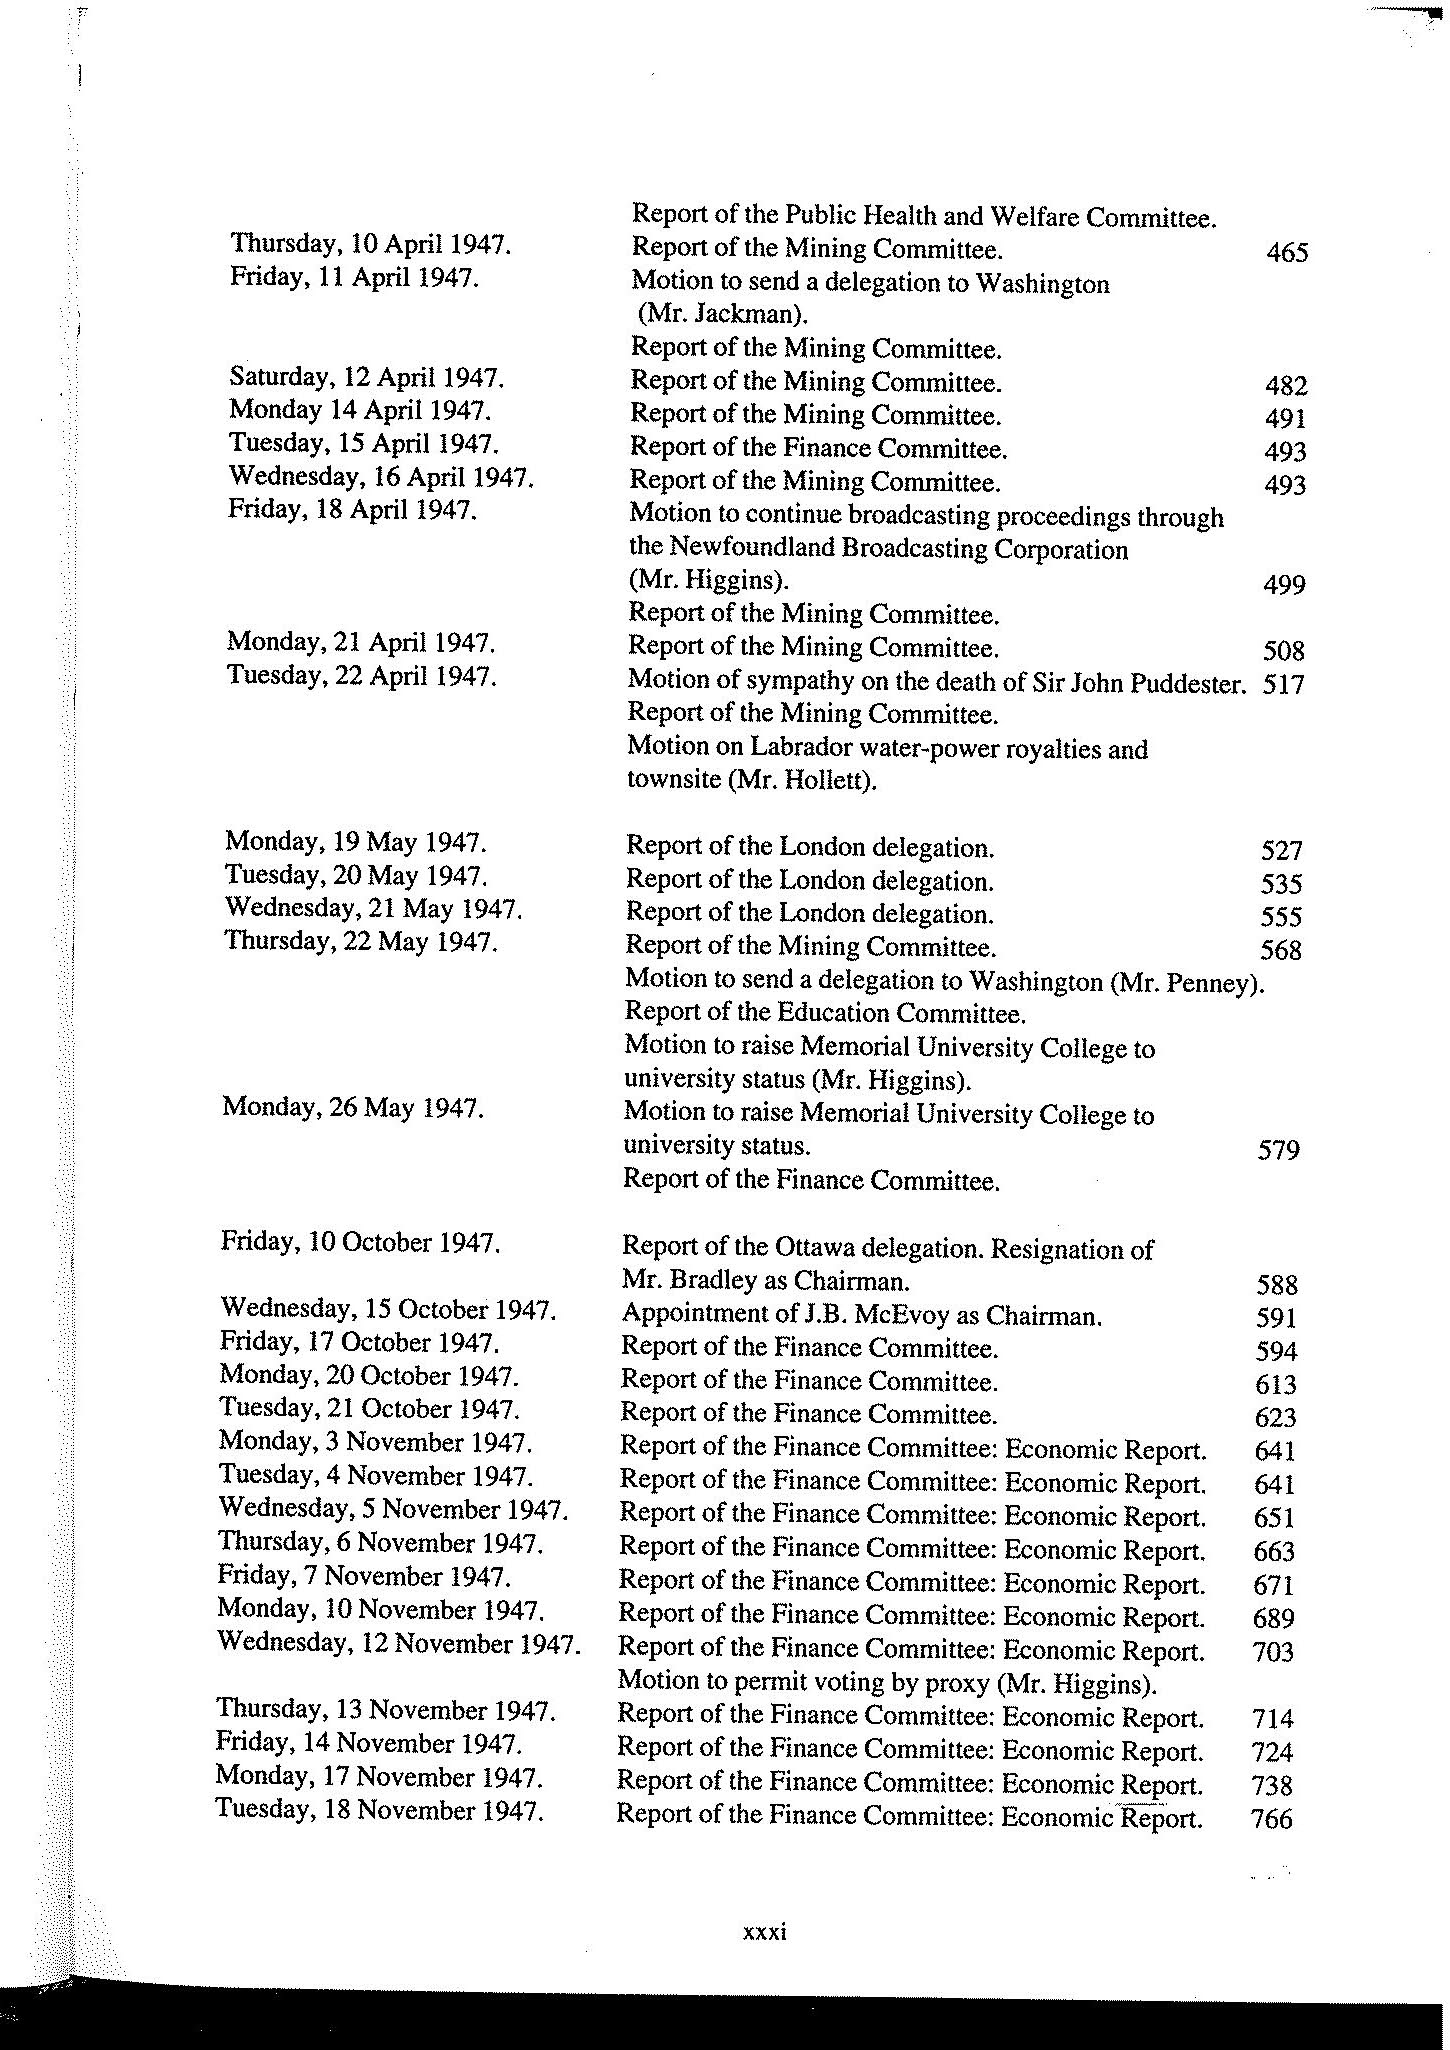 Report of the Public Health and Welfare Committee.
Thursday, 10 April 1947. Report of the Mining Committee. 465
Friday, 11 April 1947. Motion to send a delegation to Washington
(Mr. Jackman).
Report of the Mining Committee.
Saturday, 12 April 1947. Report of the Mining Committee. 482
Monday 14 April 1947. Report of the Mining Committee. 491
Tuesday, 15 April 1947. Report of the Finance Committee. 493
Wednesday, 16 April 1947. Report of the Mining Committee. 493
Friday, 18 April 1947. Motion to continue broadcasting proceedings through
the Newfoundland Broadcasting Corporation
(Mr. Higgins). 499
Report of the Mining Committee.
Monday, 21 April 1947. Report of the Mining Committee. 508
Tuesday, 22 April 1947. Motion of sympathy on the death of Sir John Puddester. 517
Report of the Mining Committee.
Motion on Labrador water-power royalties and
townsite (Mr. Hollett).
Monday, 19 May 1947. Report of the London delegation. 527
Tuesday, 20 May 1947. Report of the London delegation. 535
Wednesday, 21 May 1947. Report of the London delegation. 555
Thursday, 22 May 1947. Report of the Mining Committee. 568
Motion to send a delegation to Washington (Mr. Penney).
Report of the Education Committee.
Motion to raise Memorial University College to
university status (Mr. Higgins).
Monday, 26 May 1947. Motion to raise Memorial University College to
university status. 579
Report of the Finance Committee.
Friday, 10 October 1947. Report of the Ottawa delegation. Resignation of
Mr. Bradley as Chairman. 588
Wednesday, 15 October 1947. Appointment of J.B. McEvoy as Chairman. 591
Friday, 17 October 1947. Report of the Finance Committee. 594
Monday, 20 October 1947. Report of the Finance Committee. 613
Tuesday, 21 October 1947. Report of the Finance Committee. 623
Monday, 3 November 1947. Report of the Finance Committee: Economic Report. 641
Tuesday, 4 November 1947. Report of the Finance Committee: Economic Report. 641
Wednesday, 5 November 1947. Report of the Finance Committee: Economic Report. 651
Thursday, 6 November 1947. Report of the Finance Committee: Economic Report. 663
Friday, 7 November 1947. Report of the Finance Committee: Economic Report. 671
Monday, 10 November 1947. Report of the Finance Committee: Economic Report. 689
Wednesday, 12 November 1947. Report of the Finance Committee: Economic Report. 703
Motion to permit voting by proxy (Mr. Higgins).
Thursday, 13 November 1947. Report of the Finance Committee: Economic Report. 714
Friday, 14 November 1947. Report of the Finance Committee: Economic Report. 724
Monday, 17 November 1947. Report of the Finance Committee: Economic Report. 738
Tuesday, 18 November 1947. Report of the Finance Committee: Economic Report. 766
xxxi